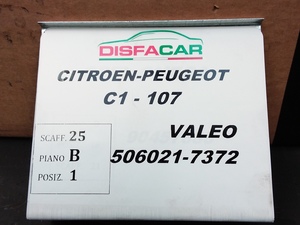 DISFACAR
CITROEN-PEUGEOT
C1 - 107
SCAFF. 25
PIANO B
POSIZ. 1
VALEO
506021-7372